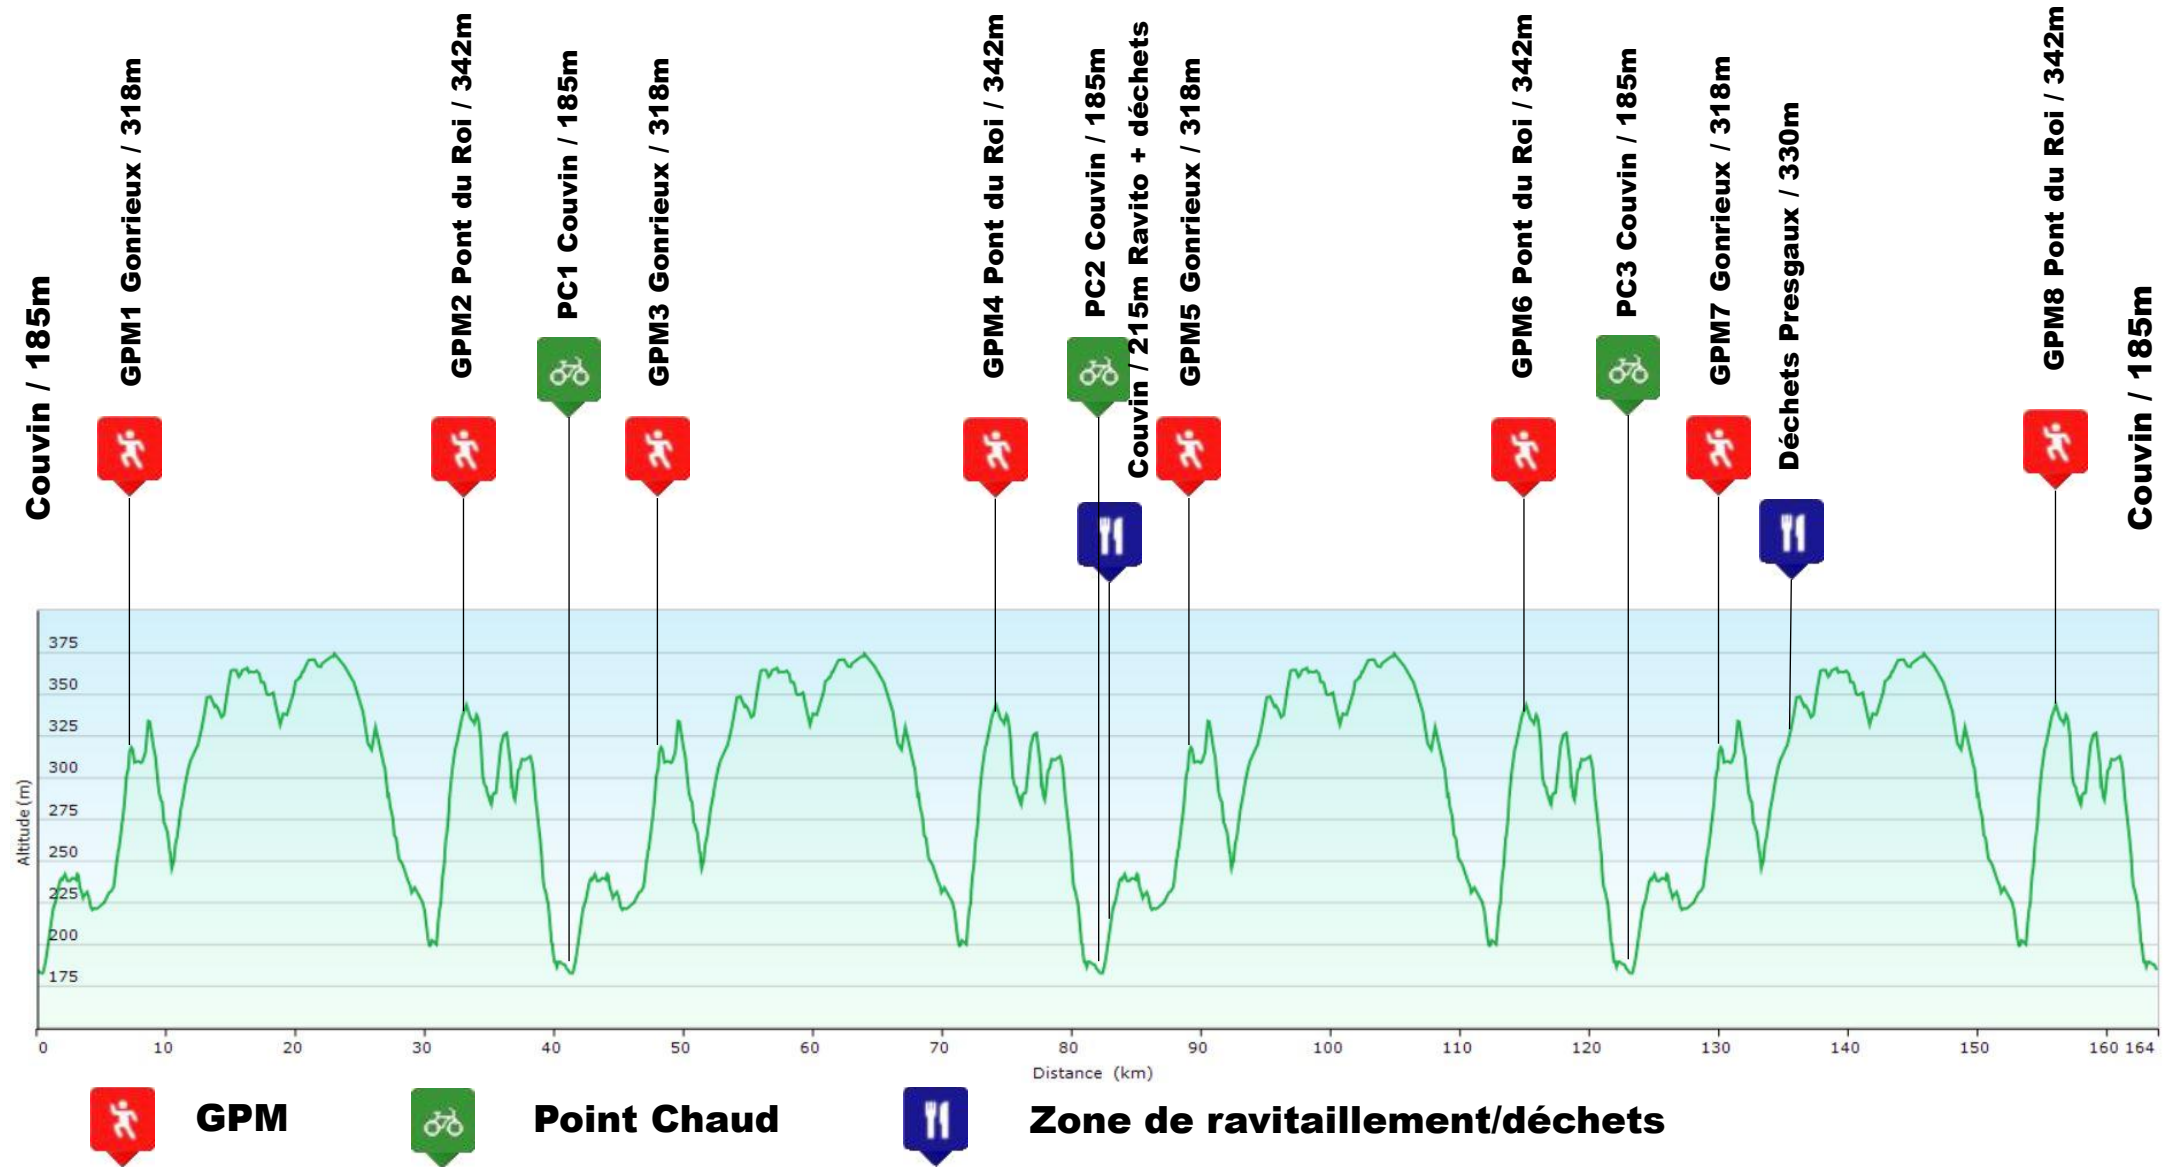 Couvin / 185m
GPM1 Gonrieux / 318m
GPM2 Pont du Roi / 342m
PC1 Couvin / 185m
GPM3 Gonrieux / 318m
GPM4 Pont du Roi / 342m
PC2 Couvin / 185m
Couvin / 215m Ravito + déchets
GPM5 Gonrieux / 318m
GPM6 Pont du Roi / 342m
PC3 Couvin / 185m
GPM7 Gonrieux / 318m
Déchets Presgaux / 330m
GPM8 Pont du Roi / 342m
Couvin / 185m
Altitude (m)
375
350
325
300
275
250
225
200
175
0 10 20 30 40 50 60 70 80 90 100 110 120 130 140 150 160 164
Distance (km)
GPM
Point Chaud
Zone de ravitaillement/déchets